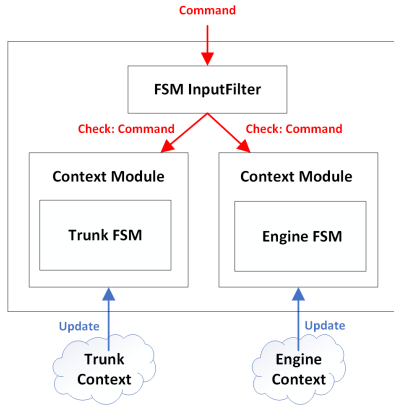 Command
FSM InputFilter
Check: Command
Check: Command
Context Module
Context Module
Trunk FSM
Engine FSM
Update
Update
Trunk
Context
Engine
Context